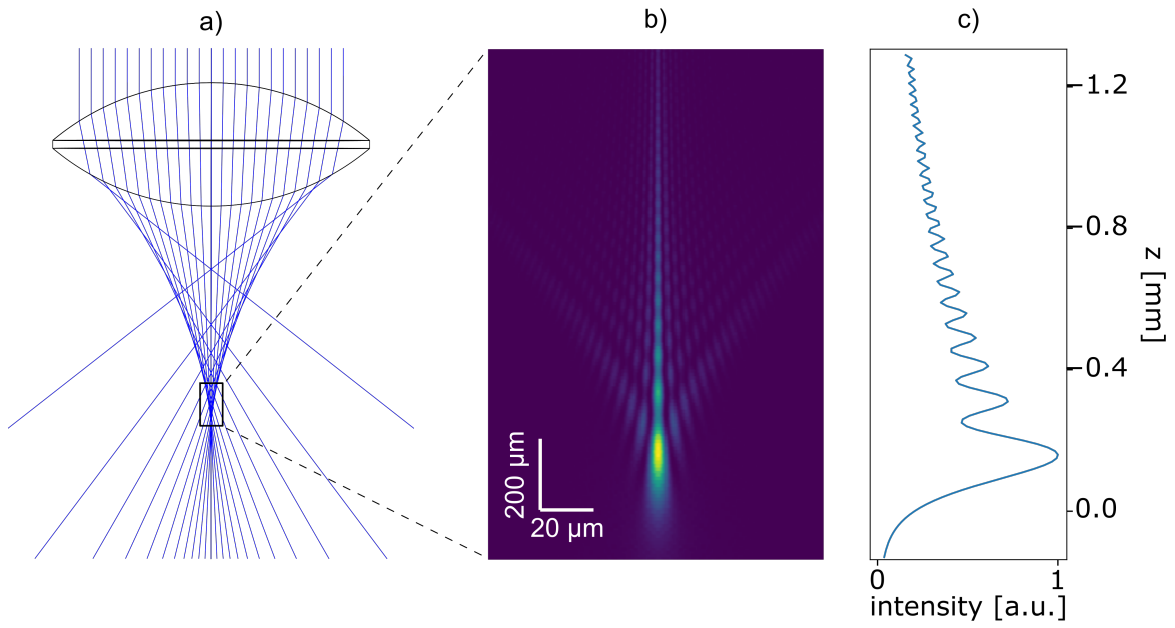 a)
b)
c)
200 µm
20 µm
−1.2
−0.8
−0.4
0.0
z [mm]
0
1
intensity [a.u.]